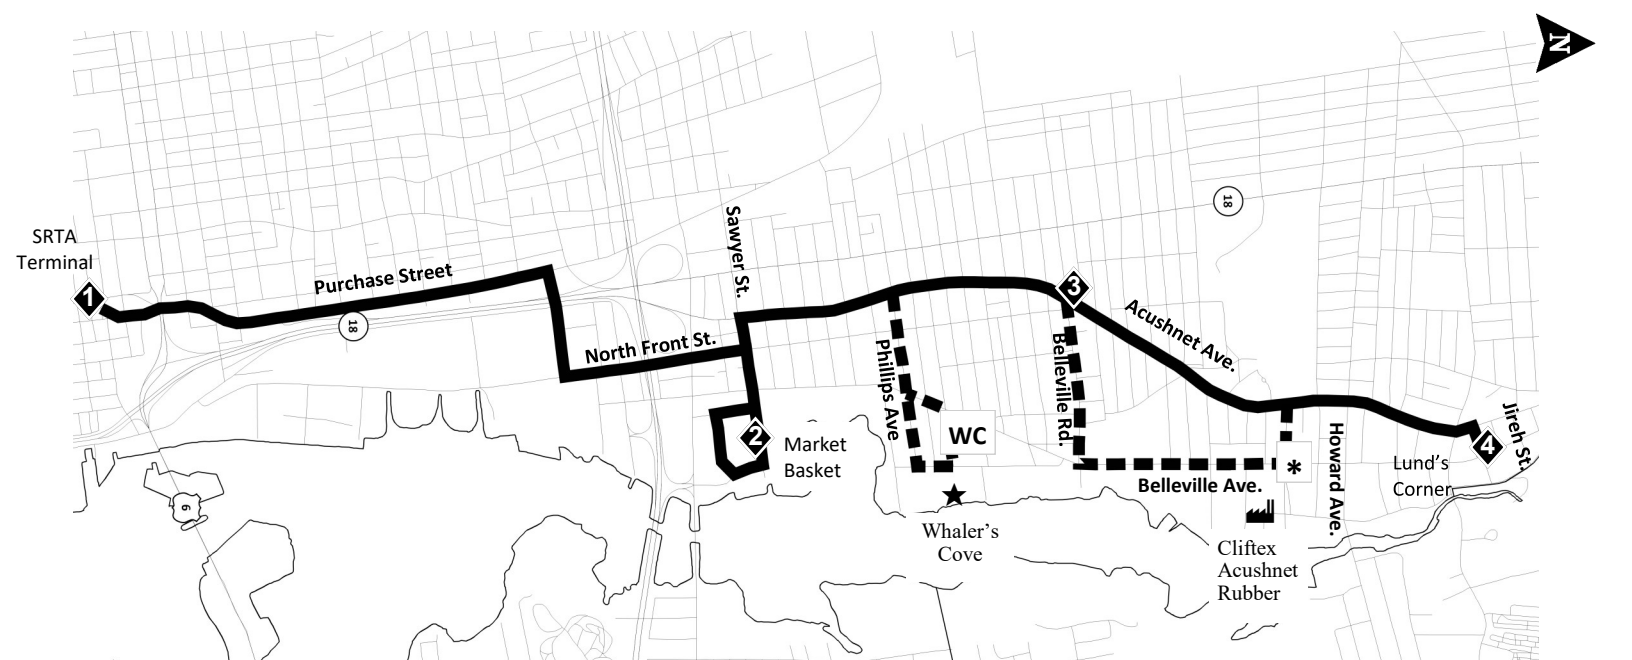 N
18
Sawyer St.
SRTA
Terminal
Purchase Street
1
3
18
Acushnet Ave.
North Front St.
Phillips Ave
Belleville Rd.
Jireh St.
2
Market
Basket
WC
4
Howard Ave.
*
Lund's
Corner
Belleville Ave.
6
Whaler's
Cove
Cliftex
Acushnet
Rubber